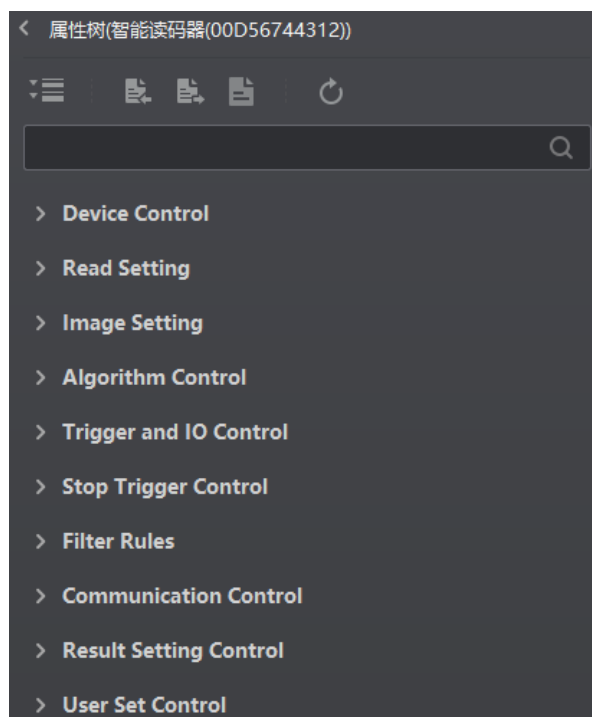 属性树(智能读码器(00D56744312))
Device Control
Read Setting
Image Setting
Algorithm Control
Trigger and IO Control
Stop Trigger Control
Filter Rules
Communication Control
Result Setting Control
User Set Control